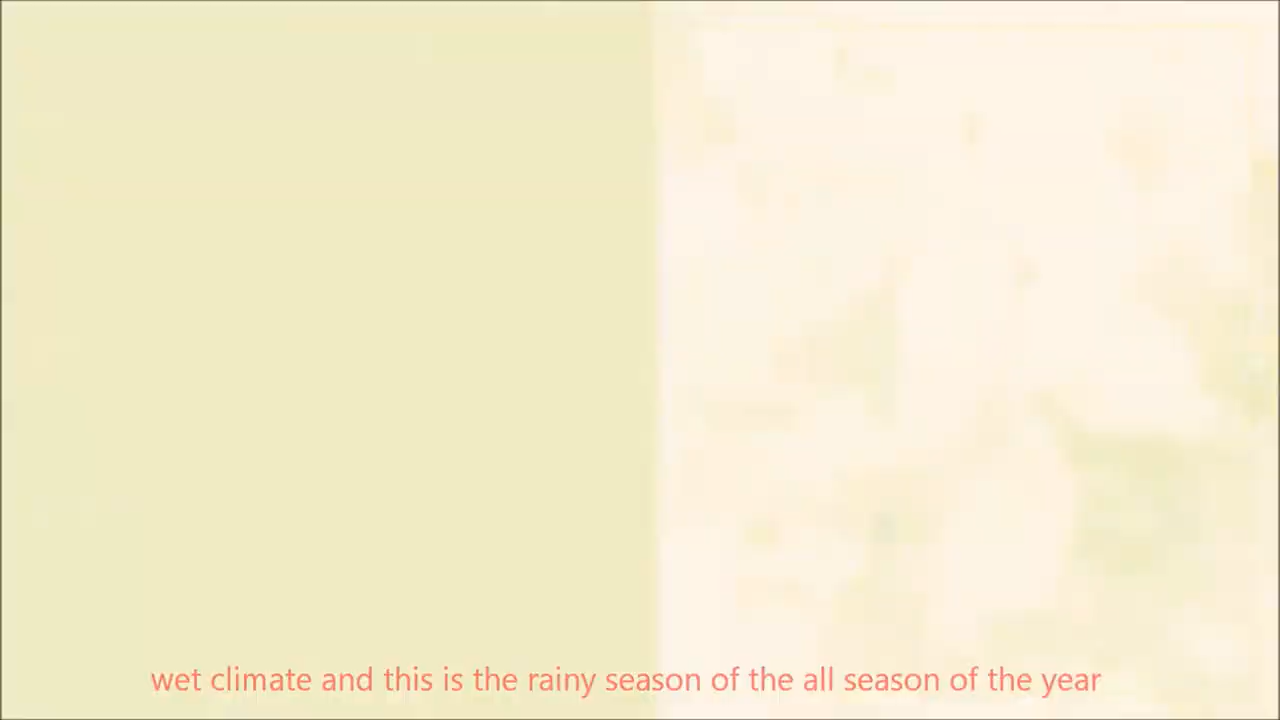 wet climate and this is the rainy season of the all season of the year